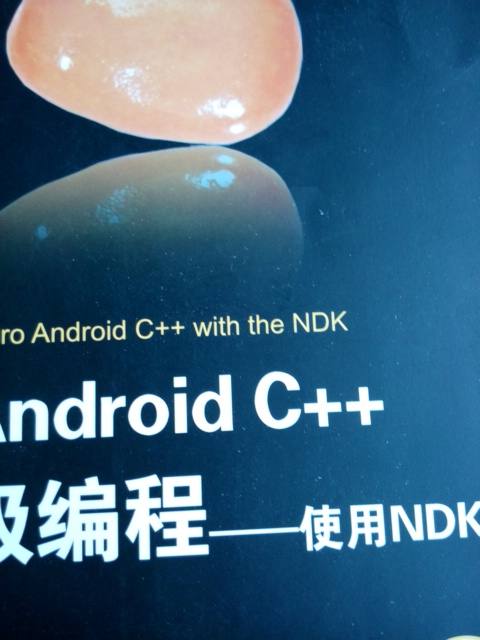 ro Android C++ with the NDK
Android C++
级编程——使用NDK